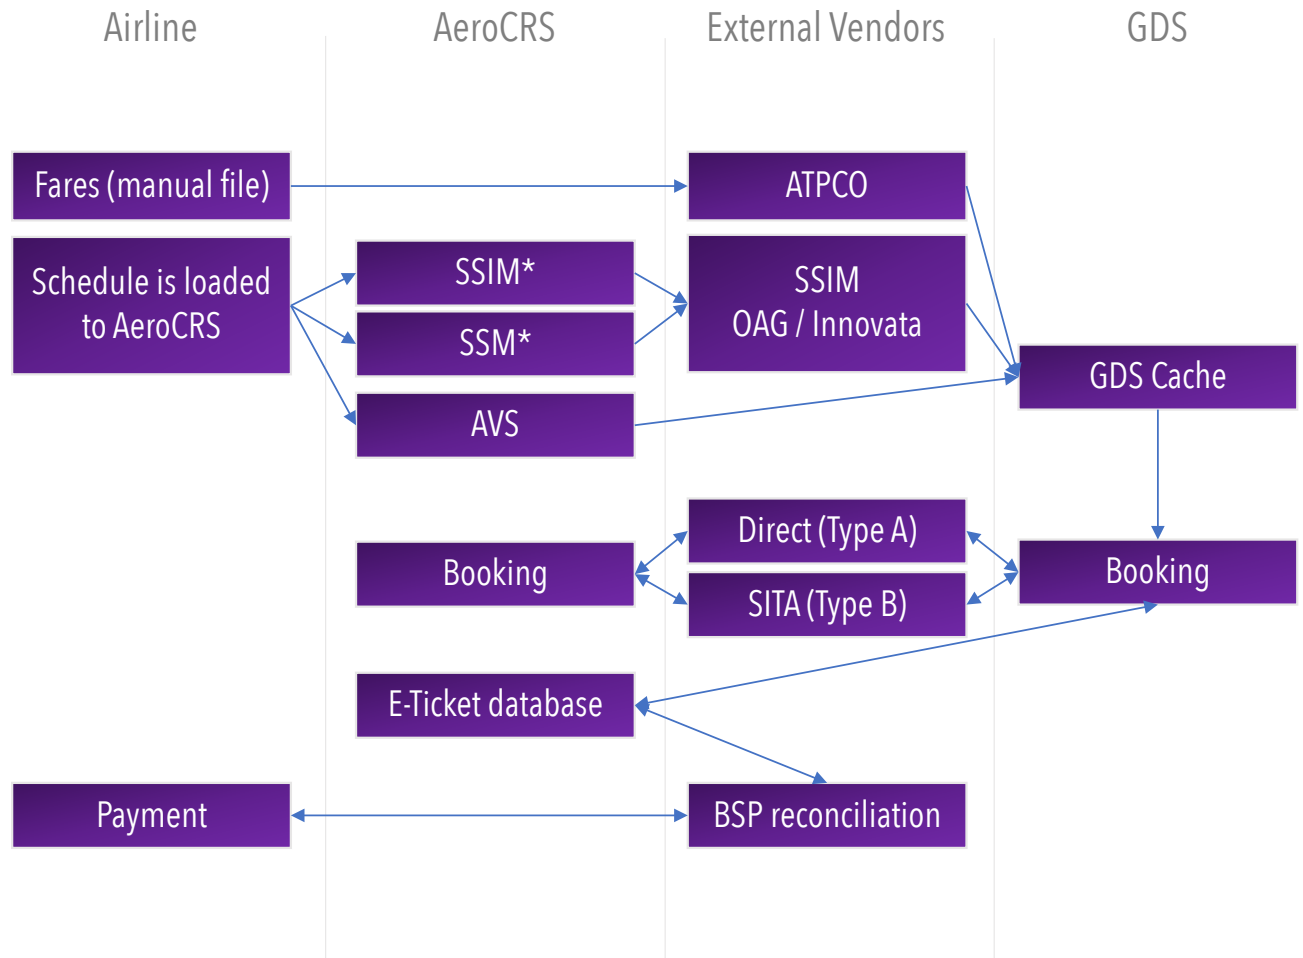 Airline
AeroCRS
External Vendors
GDS
Fares (manual file)
ATPCO
Schedule is loaded
to AeroCRS
SSIM*
SSM*
AVS
SSIM
OAG / Innovata
GDS Cache
Direct (Type A)
Booking
SITA (Type B)
Booking
E-Ticket database
Payment
BSP reconciliation